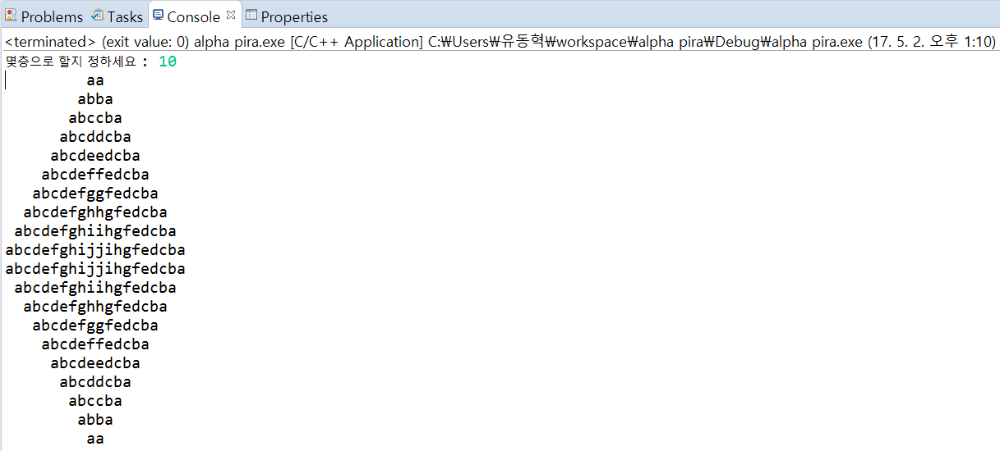 Problems Tasks Console Properties
<terminated> (exit value: 0) alpha pira.exe [C/C++ Application] C:₩Users₩유동혁₩workspace₩alpha pira₩Debug₩alpha pira.exe (17. 5. 2. 오후 1:10)
몇층으로 할지 정하세요 : 10
aa
abba
abccba
abcddcba
abcdeedcba
abcdeffedcba
abcdefggfedcba
abcdefghhgfedcba
abcdefghiihgfedcba
abcdefghijjihgfedcba
abcdefghijjihgfedcba
abcdefghiihgfedcba
abcdefghhgfedcba
abcdefggfedcba
abcdeffedcba
abcdeedcba
abcddcba
abccba
abba
aa